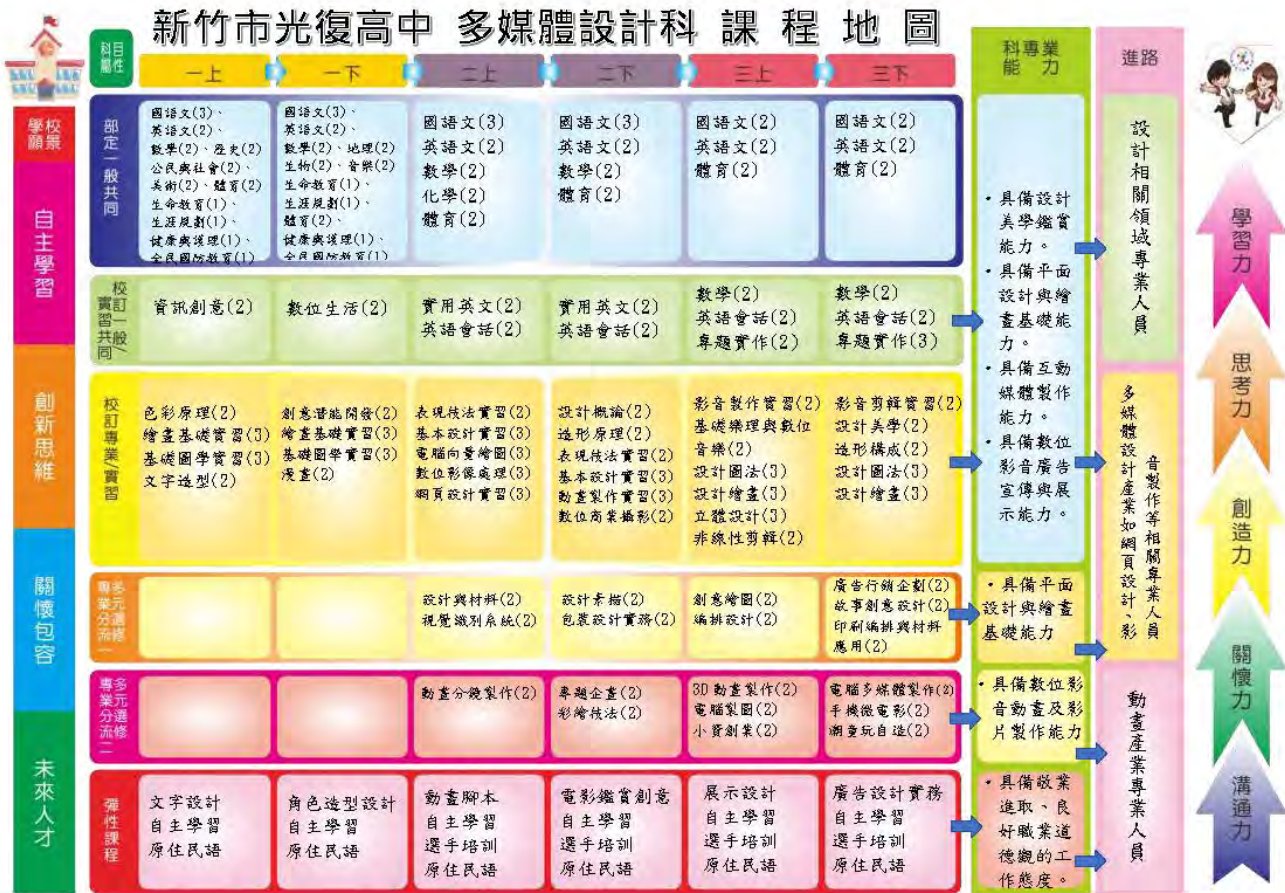 新竹市光復高中 多媒體設計科 課 程 地 圖
科目
屬性
一上
一下
二上
二下
三上
三下
科專業
能力
進路
學校
願景
自主學習
創新思維
關懷包容
未來人才
部定一般共同
國語文(3)、
英語文(2)、
數學(2)、歷史(2)
公民與社會(2)、
美術(2)、體育(2)
生命教育(1)、
生涯規劃(1)、
健康與護理(1)、
全民國防教育(1)
國語文(3)、
英語文(2)、
數學(2)、地理(2)
生物(2)、音樂(2)
生命教育(1)、
生涯規劃(1)、
體育(2)、
健康與護理(1)、
全民國防教育(1)
國語文(3)
英語文(2)
數學(2)
化學(2)
體育(2)
國語文(3)
英語文(2)
數學(2)
體育(2)
國語文(2)
英語文(2)
體育(2)
國語文(2)
英語文(2)
體育(2)
校訂一般/
實習共同
資訊創意(2)
數位生活(2)
實用英文(2)
英語會話(2)
實用英文(2)
英語會話(2)
數學(2)
英語會話(2)
專題實作(2)
數學(2)
英語會話(2)
專題實作(3)
校訂專業/實習
色彩原理(2)
繪畫基礎實習(3)
基礎圖學實習(3)
文字造型(2)
創意潛能開發(2)
繪畫基礎實習(3)
基礎圖學實習(3)
漫畫(2)
表現技法實習(2)
基本設計實習(3)
電腦向量繪圖(3)
數位影像處理(3)
網頁設計實習(3)
設計概論(2)
造形原理(2)
表現技法實習(2)
基本設計實習(3)
動畫製作實習(3)
數位商業攝影(2)
影音製作實習(2)
基礎樂理與數位
音樂(2)
設計圖法(3)
設計繪畫(3)
立體設計(3)
非線性剪輯(2)
影音剪輯實習(2)
設計美學(2)
造形構成(2)
設計圖法(3)
設計繪畫(3)
多元選修
專業分流一
設計與材料(2)
視覺識別系統(2)
設計素描(2)
包裝設計實務(2)
創意繪圖(2)
編排設計(2)
廣告行銷企劃(2)
故事創意設計(2)
印刷編排與材料
應用(2)
多元選修
專業分流二
動畫分鏡製作(2)
專題企畫(2)
彩繪技法(2)
3D動畫製作(2)
電腦製圖(2)
小資創業(2)
電腦多媒體製作(2)
手機微電影(2)
潮童玩自造(2)
彈性課程
文字設計
自主學習
原住民語
角色造型設計
自主學習
原住民語
動畫腳本
自主學習
選手培訓
原住民語
電影鑑賞創意
自主學習
選手培訓
原住民語
展示設計
自主學習
選手培訓
原住民語
廣告設計實務
自主學習
選手培訓
原住民語
・具備設計
美學鑑賞
能力。
・具備平面
設計與繪
畫基礎能
力。
・具備互動
媒體製作
能力。
・具備數位
影音廣告
宣傳與展
示能力。
・具備平面
設計與繪畫
基礎能力
・具備數位影
音動畫及影
片製作能力
・具備敬業
進取、良
好職業道
德觀的工
作態度。
設計相關領域專業人員
多媒體設計產業如網頁設計、影
音製作等相關專業人員
動畫產業專業人員
學習力
思考力
創造力
關懷力
溝通力